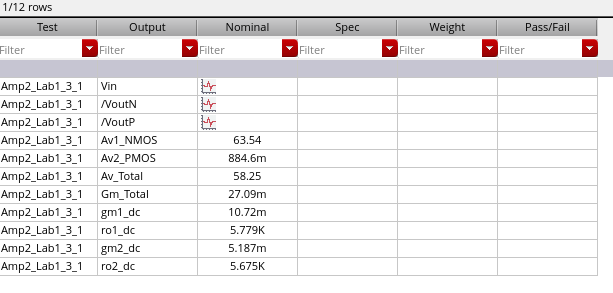 1/12 rows
Test Output Nominal Spec Weight Pass/Fail
Filter Filter Filter Filter Filter Filter
Amp2_Lab1_3_1 Vin
Amp2_Lab1_3_1 /VoutN
Amp2_Lab1_3_1 /VoutP
Amp2_Lab1_3_1 Av1_NMOS 63.54
Amp2_Lab1_3_1 Av2_PMOS 884.6m
Amp2_Lab1_3_1 Av_Total 58.25
Amp2_Lab1_3_1 Gm_Total 27.09m
Amp2_Lab1_3_1 gm1_dc 10.72m
Amp2_Lab1_3_1 ro1_dc 5.779K
Amp2_Lab1_3_1 gm2_dc 5.187m
Amp2_Lab1_3_1 ro2_dc 5.675K